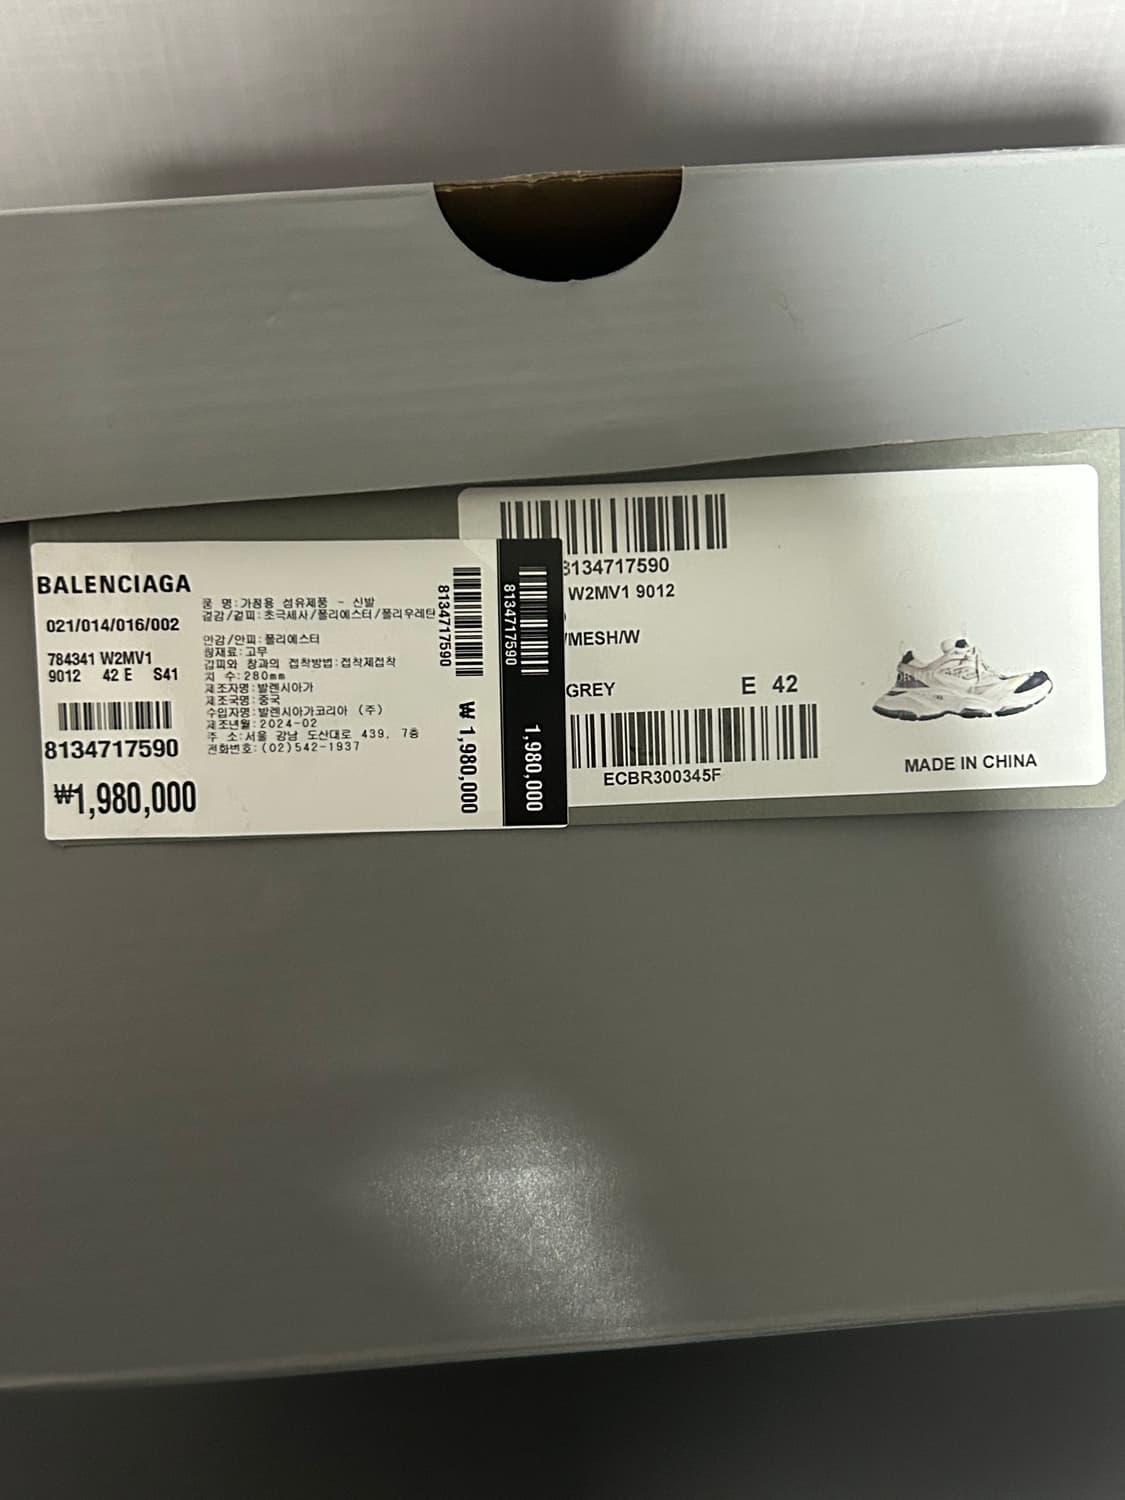 BALENCIAGA
021/014/016/002
784341 W2MV1
9012 42 E S41
8134717590
₩1,980,000
품 명:가정용 섬유제품 - 신발
겉감/겉피:초극세사/폴리에스터/폴리우레탄
안감/안피:폴리에스터
창재료:고무
갑피와 창과의 접착방법:접착제접착
치 수:280mm
제조자명:발렌시아가
제조국명:중국
수입자명:발렌시아가코리아 (주)
제조년월:2024-02
주 소:서울 강남 도산대로 439, 7층
전화번호:(02)542-1937
8134717590
₩ 1,980,000
8134717590
1,980,000
8134717590
W2MV1 9012
/MESH/W
GREY
E 42
ECBR300345F
MADE IN CHINA